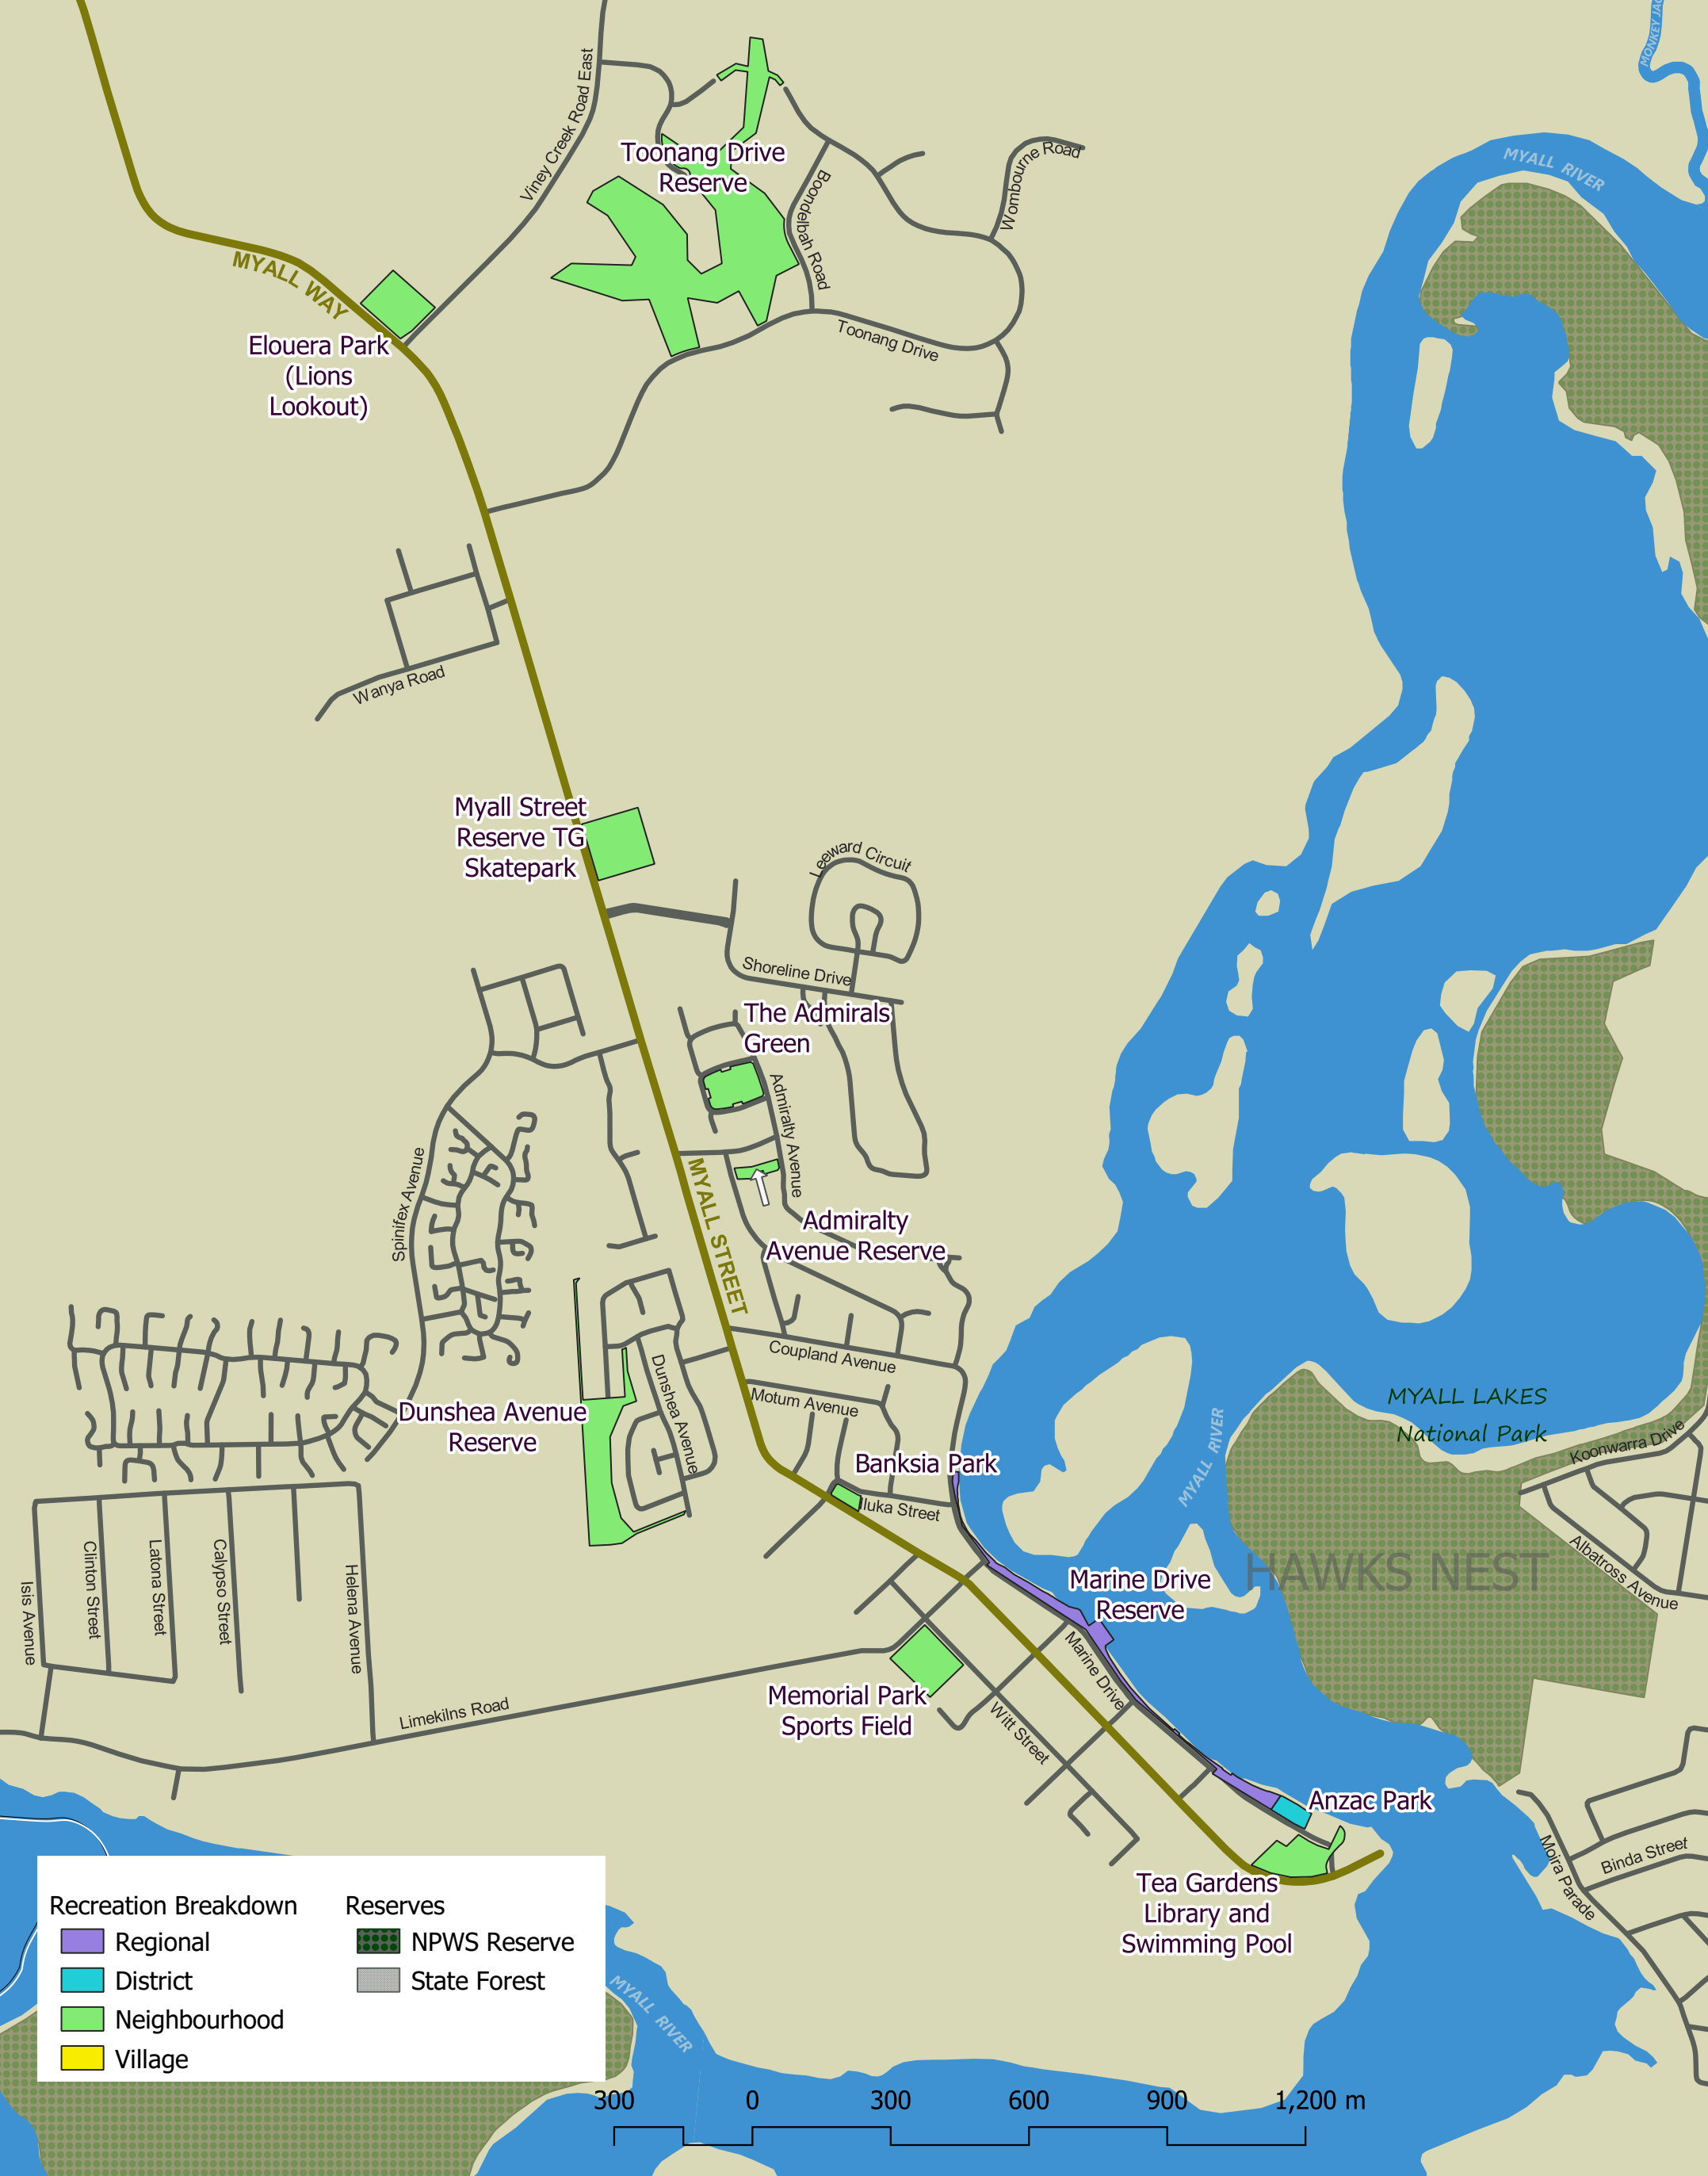 MONKEY JAC
Viney Creek Road East
MYALL RIVER
Toonang Drive
Reserve
Wombourne Road
Boondelbah Road
MYALL WAY
Toonang Drive
Elouera Park
(Lions
Lookout)
Wanya Road
Myall Street
Reserve TG
Skatepark
Leeward Circuit
Shoreline Drive
The Admirals
Green
Admiralty Avenue
Spinifex Avenue
MYALL STREET
Admiralty
Avenue Reserve
Coupland Avenue
Dunshea Avenue
Motum Avenue
Dunshea Avenue
Reserve
MYALL LAKES
National Park
MYALL RIVER
Koonwarra Drive
Banksia Park
Iluka Street
Isis Avenue
Clinton Street
Latona Street
Calypso Street
Helena Avenue
HAWKS NEST
Albatross Avenue
Marine Drive
Reserve
Marine Drive
Memorial Park
Sports Field
Limekilns Road
Witt Street
Anzac Park
Tea Gardens
Library and
Swimming Pool
Moira Parade
Binda Street
Recreation Breakdown
Regional
District
Neighbourhood
Village
Reserves
NPWS Reserve
State Forest
MYALL RIVER
300 0 300 600 900 1,200 m